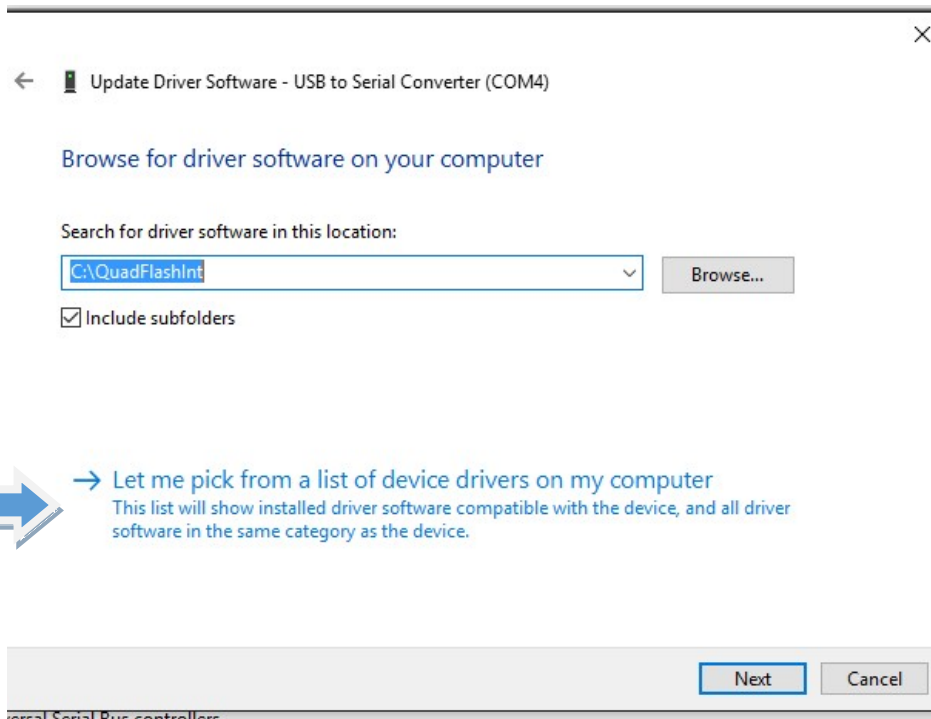 Update Driver Software - USB to Serial Converter (COM4)
Browse for driver software on your computer
Search for driver software in this location:
C:\QuadFlashInt
Browse...
Include subfolders
Let me pick from a list of device drivers on my computer
This list will show installed driver software compatible with the device, and all driver
software in the same category as the device.
Next
Cancel
Serial Bus controllers